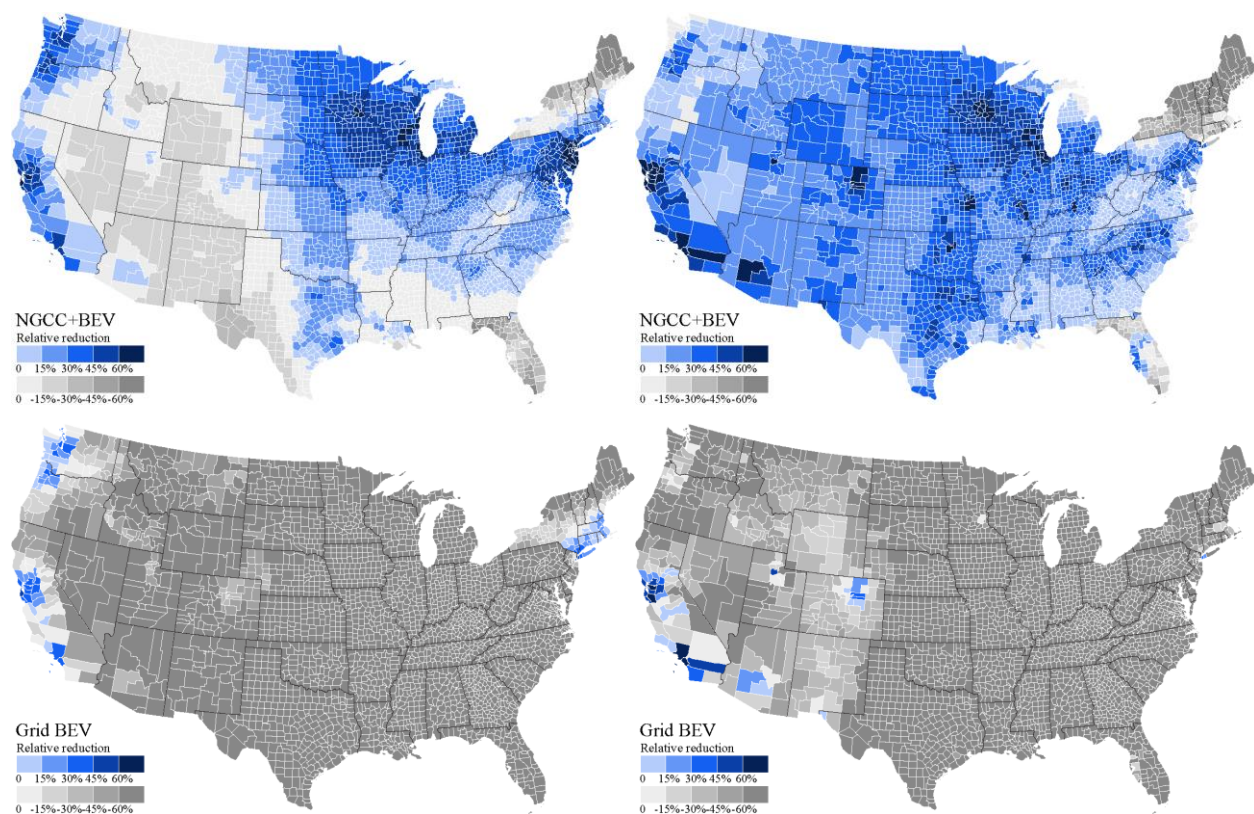 NGCC+BEV
Relative reduction
0 15% 30% 45% 60%
0 -15% -30% -45% -60%
NGCC+BEV
Relative reduction
0 15% 30% 45% 60%
0 -15% -30% -45% -60%
Grid BEV
Relative reduction
0 15% 30% 45% 60%
0 -15% -30% -45% -60%
Grid BEV
Relative reduction
0 15% 30% 45% 60%
0 -15% -30% -45% -60%